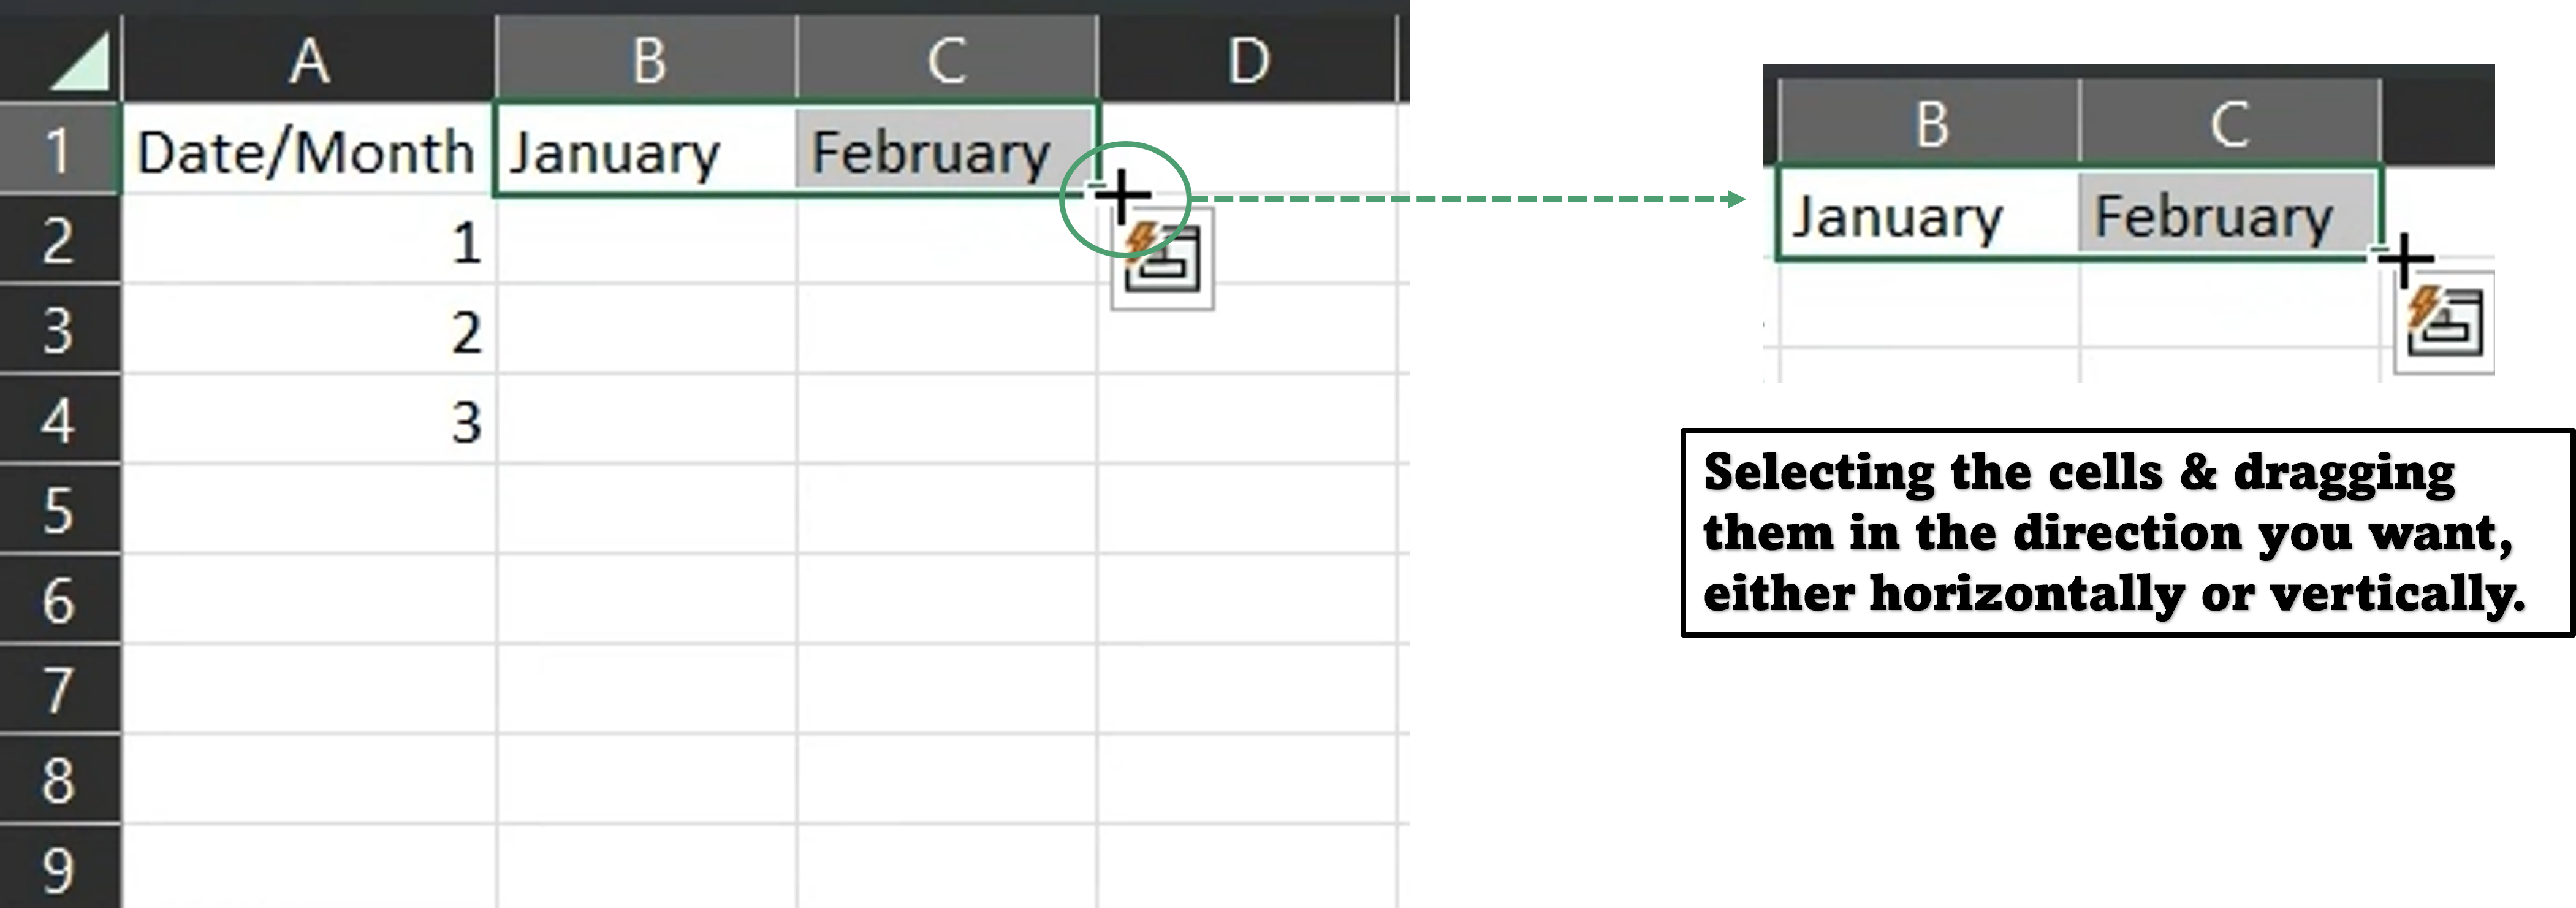 A B C D
1 Date/Month January February
2 1
3 2
4 3
5
6
7
8
9
B C
January February
Selecting the cells & dragging
them in the direction you want,
either horizontally or vertically.